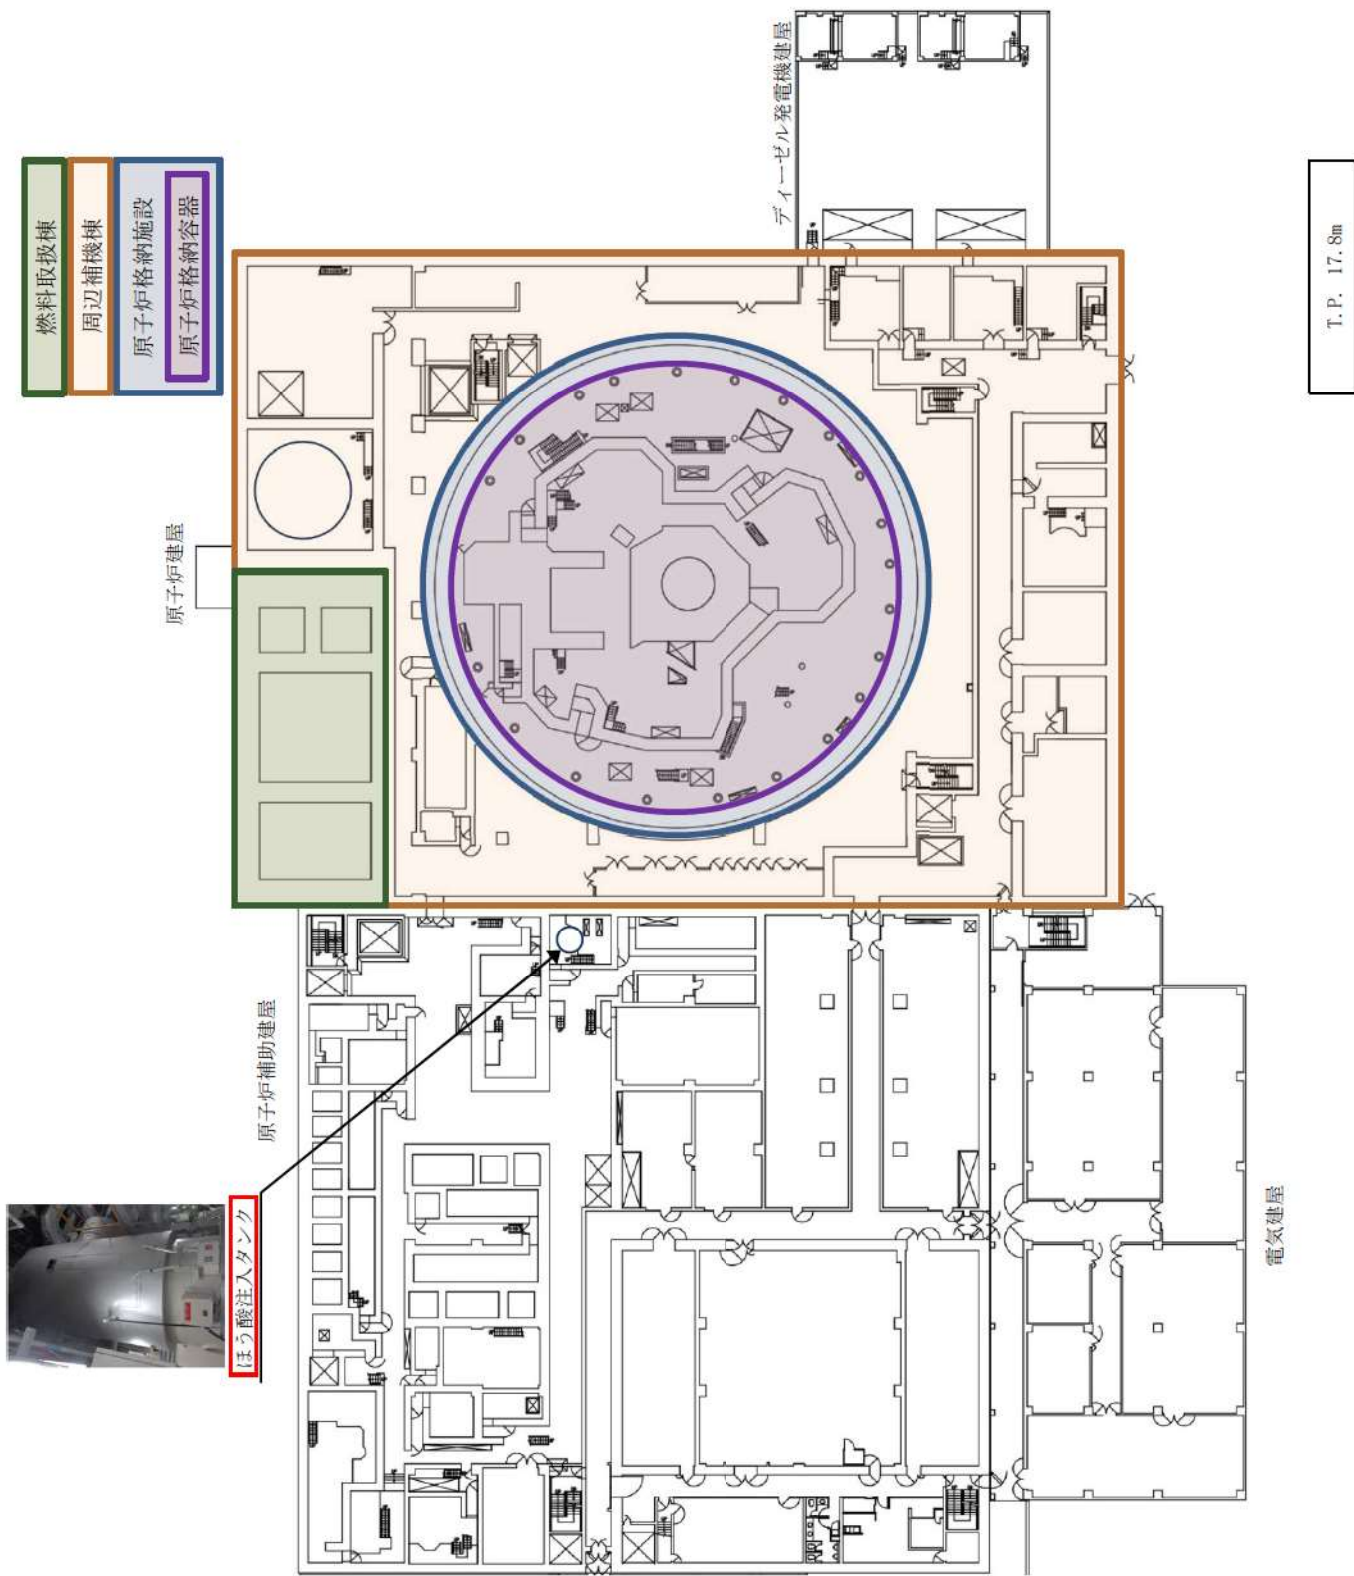 燃料取扱棟
周辺補機棟
原子炉格納施設
原子炉格納容器
ディーゼル発電機建屋
原子炉建屋
原子炉補助建屋
ほう酸注入タンク
電気建屋
T.P. 17.8m